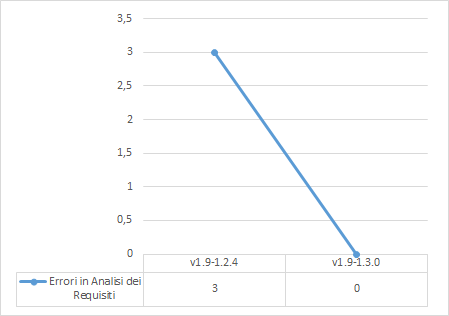 3,5
3
2,5
2
1,5
1
0,5
0
v1.9-1.2.4 v1.9-1.3.0
Errori in Analisi dei 3 0
Requisiti